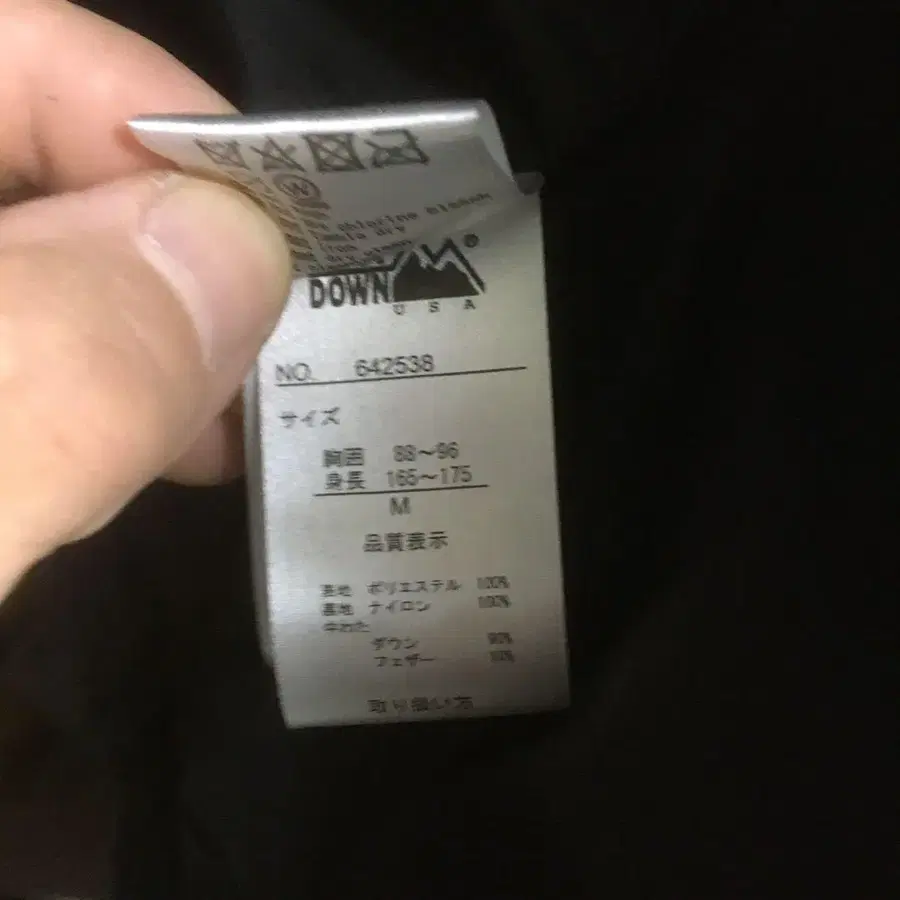 chlorine bleach
DOWN
®
U S A
NO. 642538
サイズ
胸囲 88～96
身長 165～175
M
品質表示
表地 ポリエステル 100%
裏地 ナイロン 100%
中わた
ダウン 90%
フェザー 10%
取り扱い方